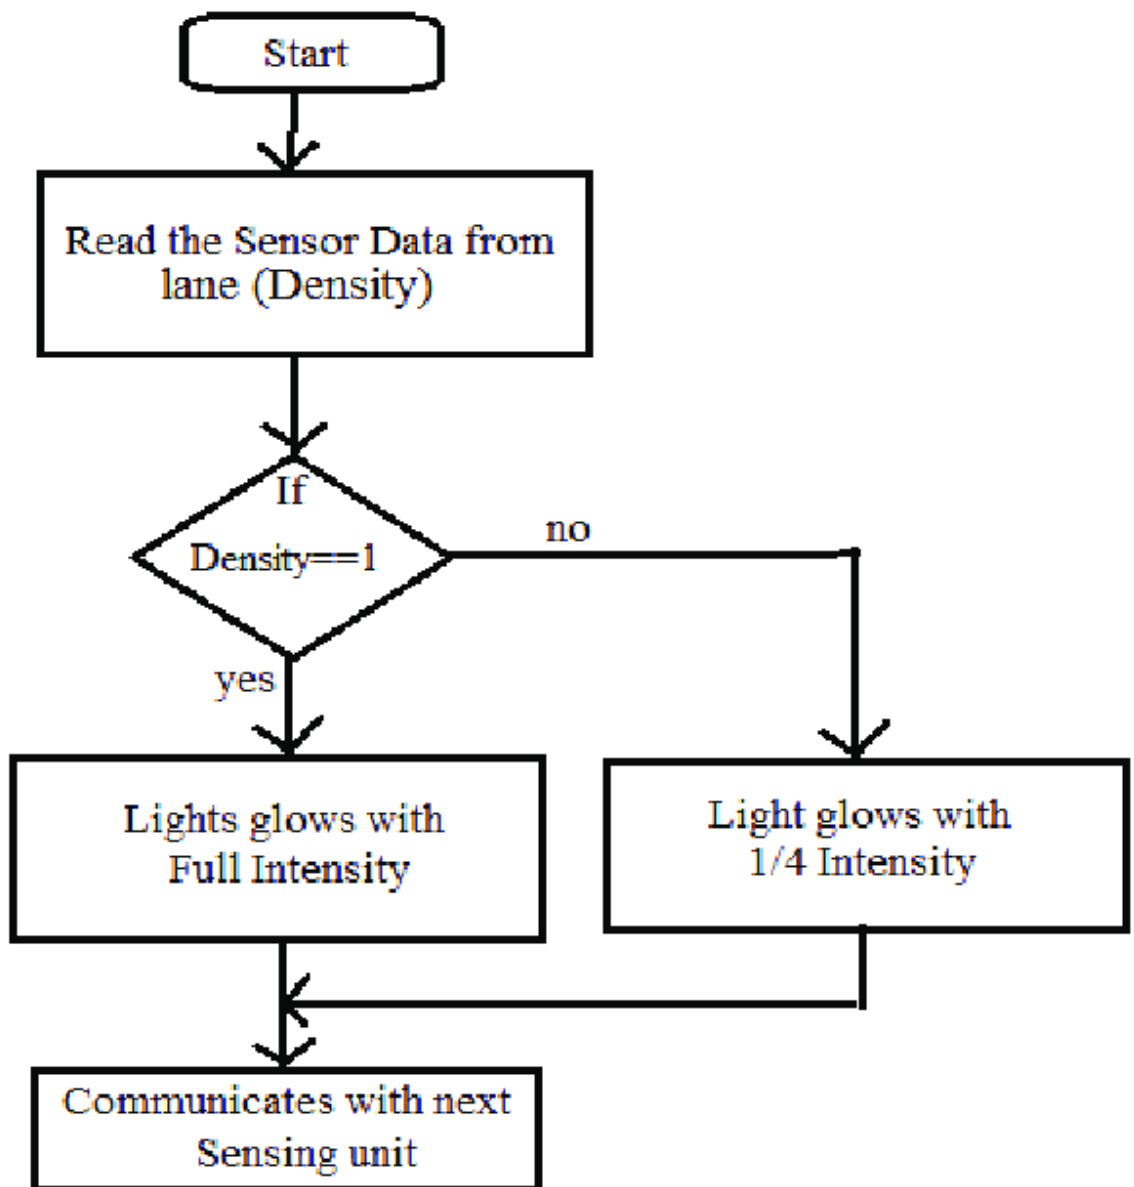 Start
Read the Sensor Data from
lane (Density)
If
Density==1
no
yes
Lights glows with
Full Intensity
Light glows with
1/4 Intensity
Communicates with next
Sensing unit